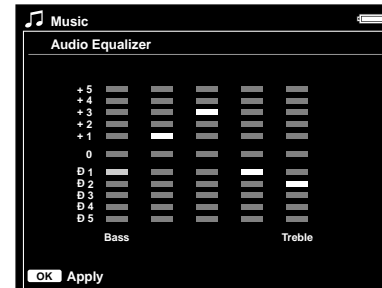 Music
Audio Equalizer
+ 5
+ 4
+ 3
+ 2
+ 1
0
Ð 1
Ð 2
Ð 3
Ð 4
Ð 5
Bass Treble
OK Apply